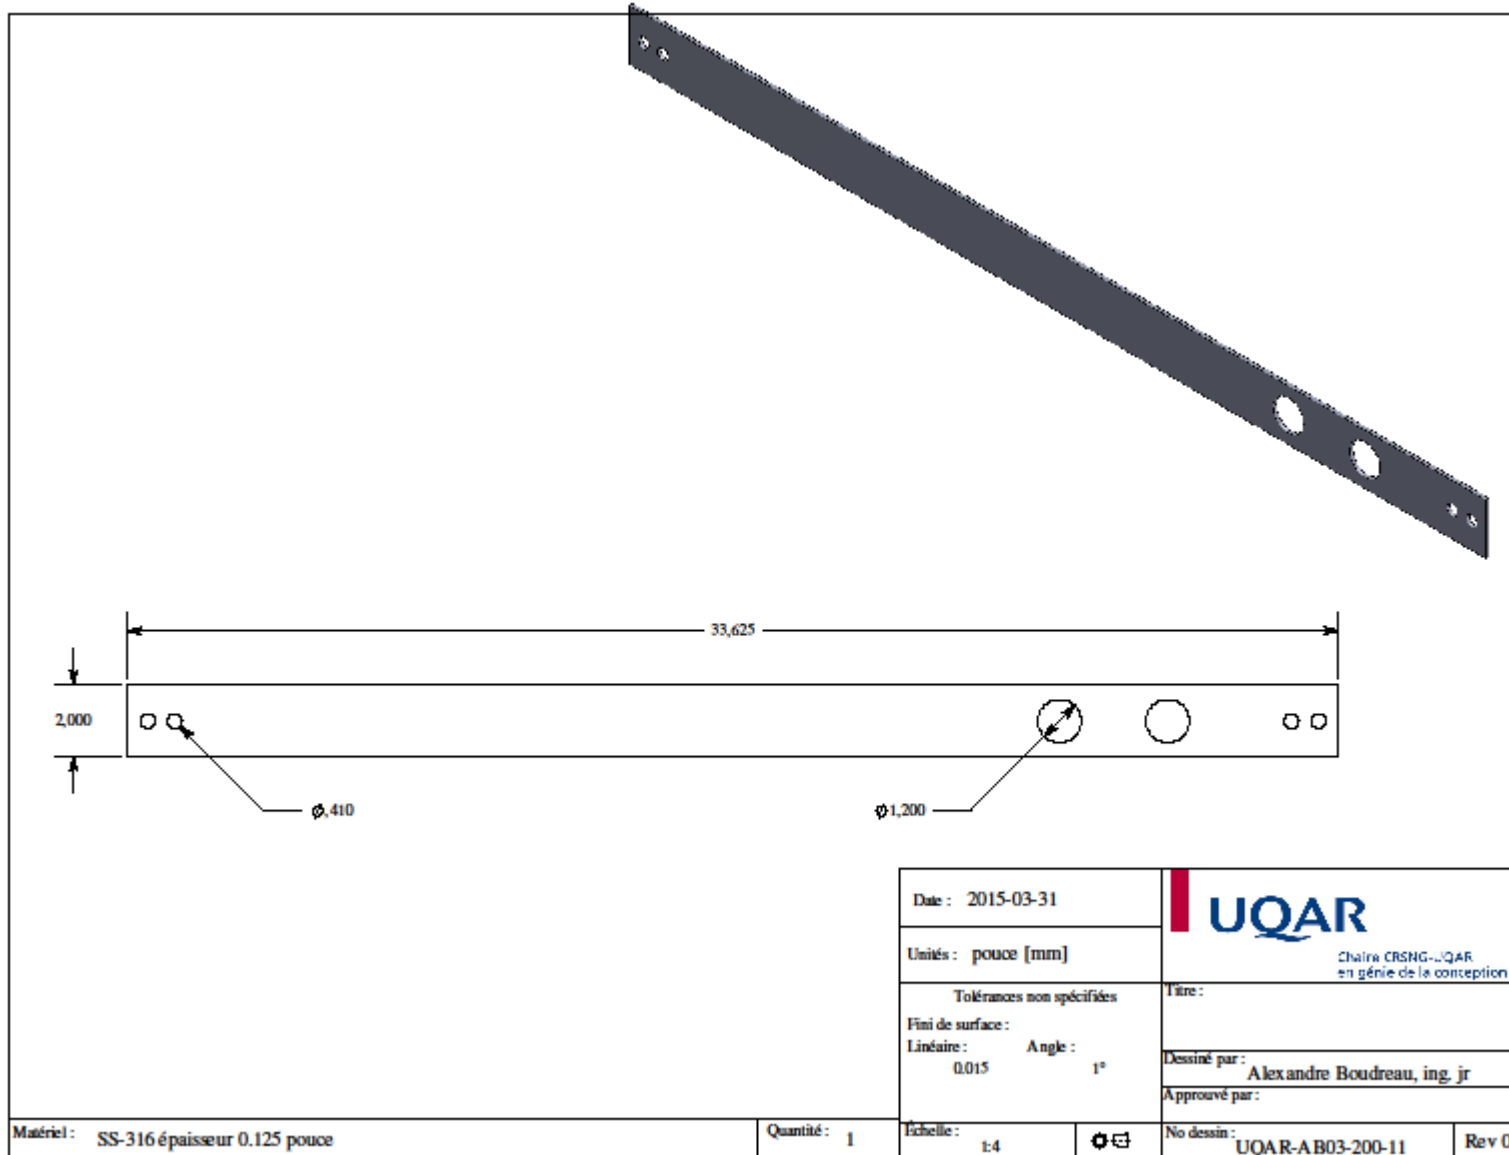 33,625
2,000
⌀,410
⌀1,200
Date : 2015-03-31
UQAR
Chaire CRSNG-UQAR
en génie de la conception
Unités : pouce [mm]
Tolérances non spécifiées
Fini de surface :
Linéaire : Angle :
0.015 1°
Titre :
Dessiné par : Alexandre Boudreau, ing. jr
Approuvé par :
Matériel : SS-316 épaisseur 0.125 pouce
Quantité : 1
Échelle : 1:4
No dessin : UQAR-AB03-200-11
Rev 0